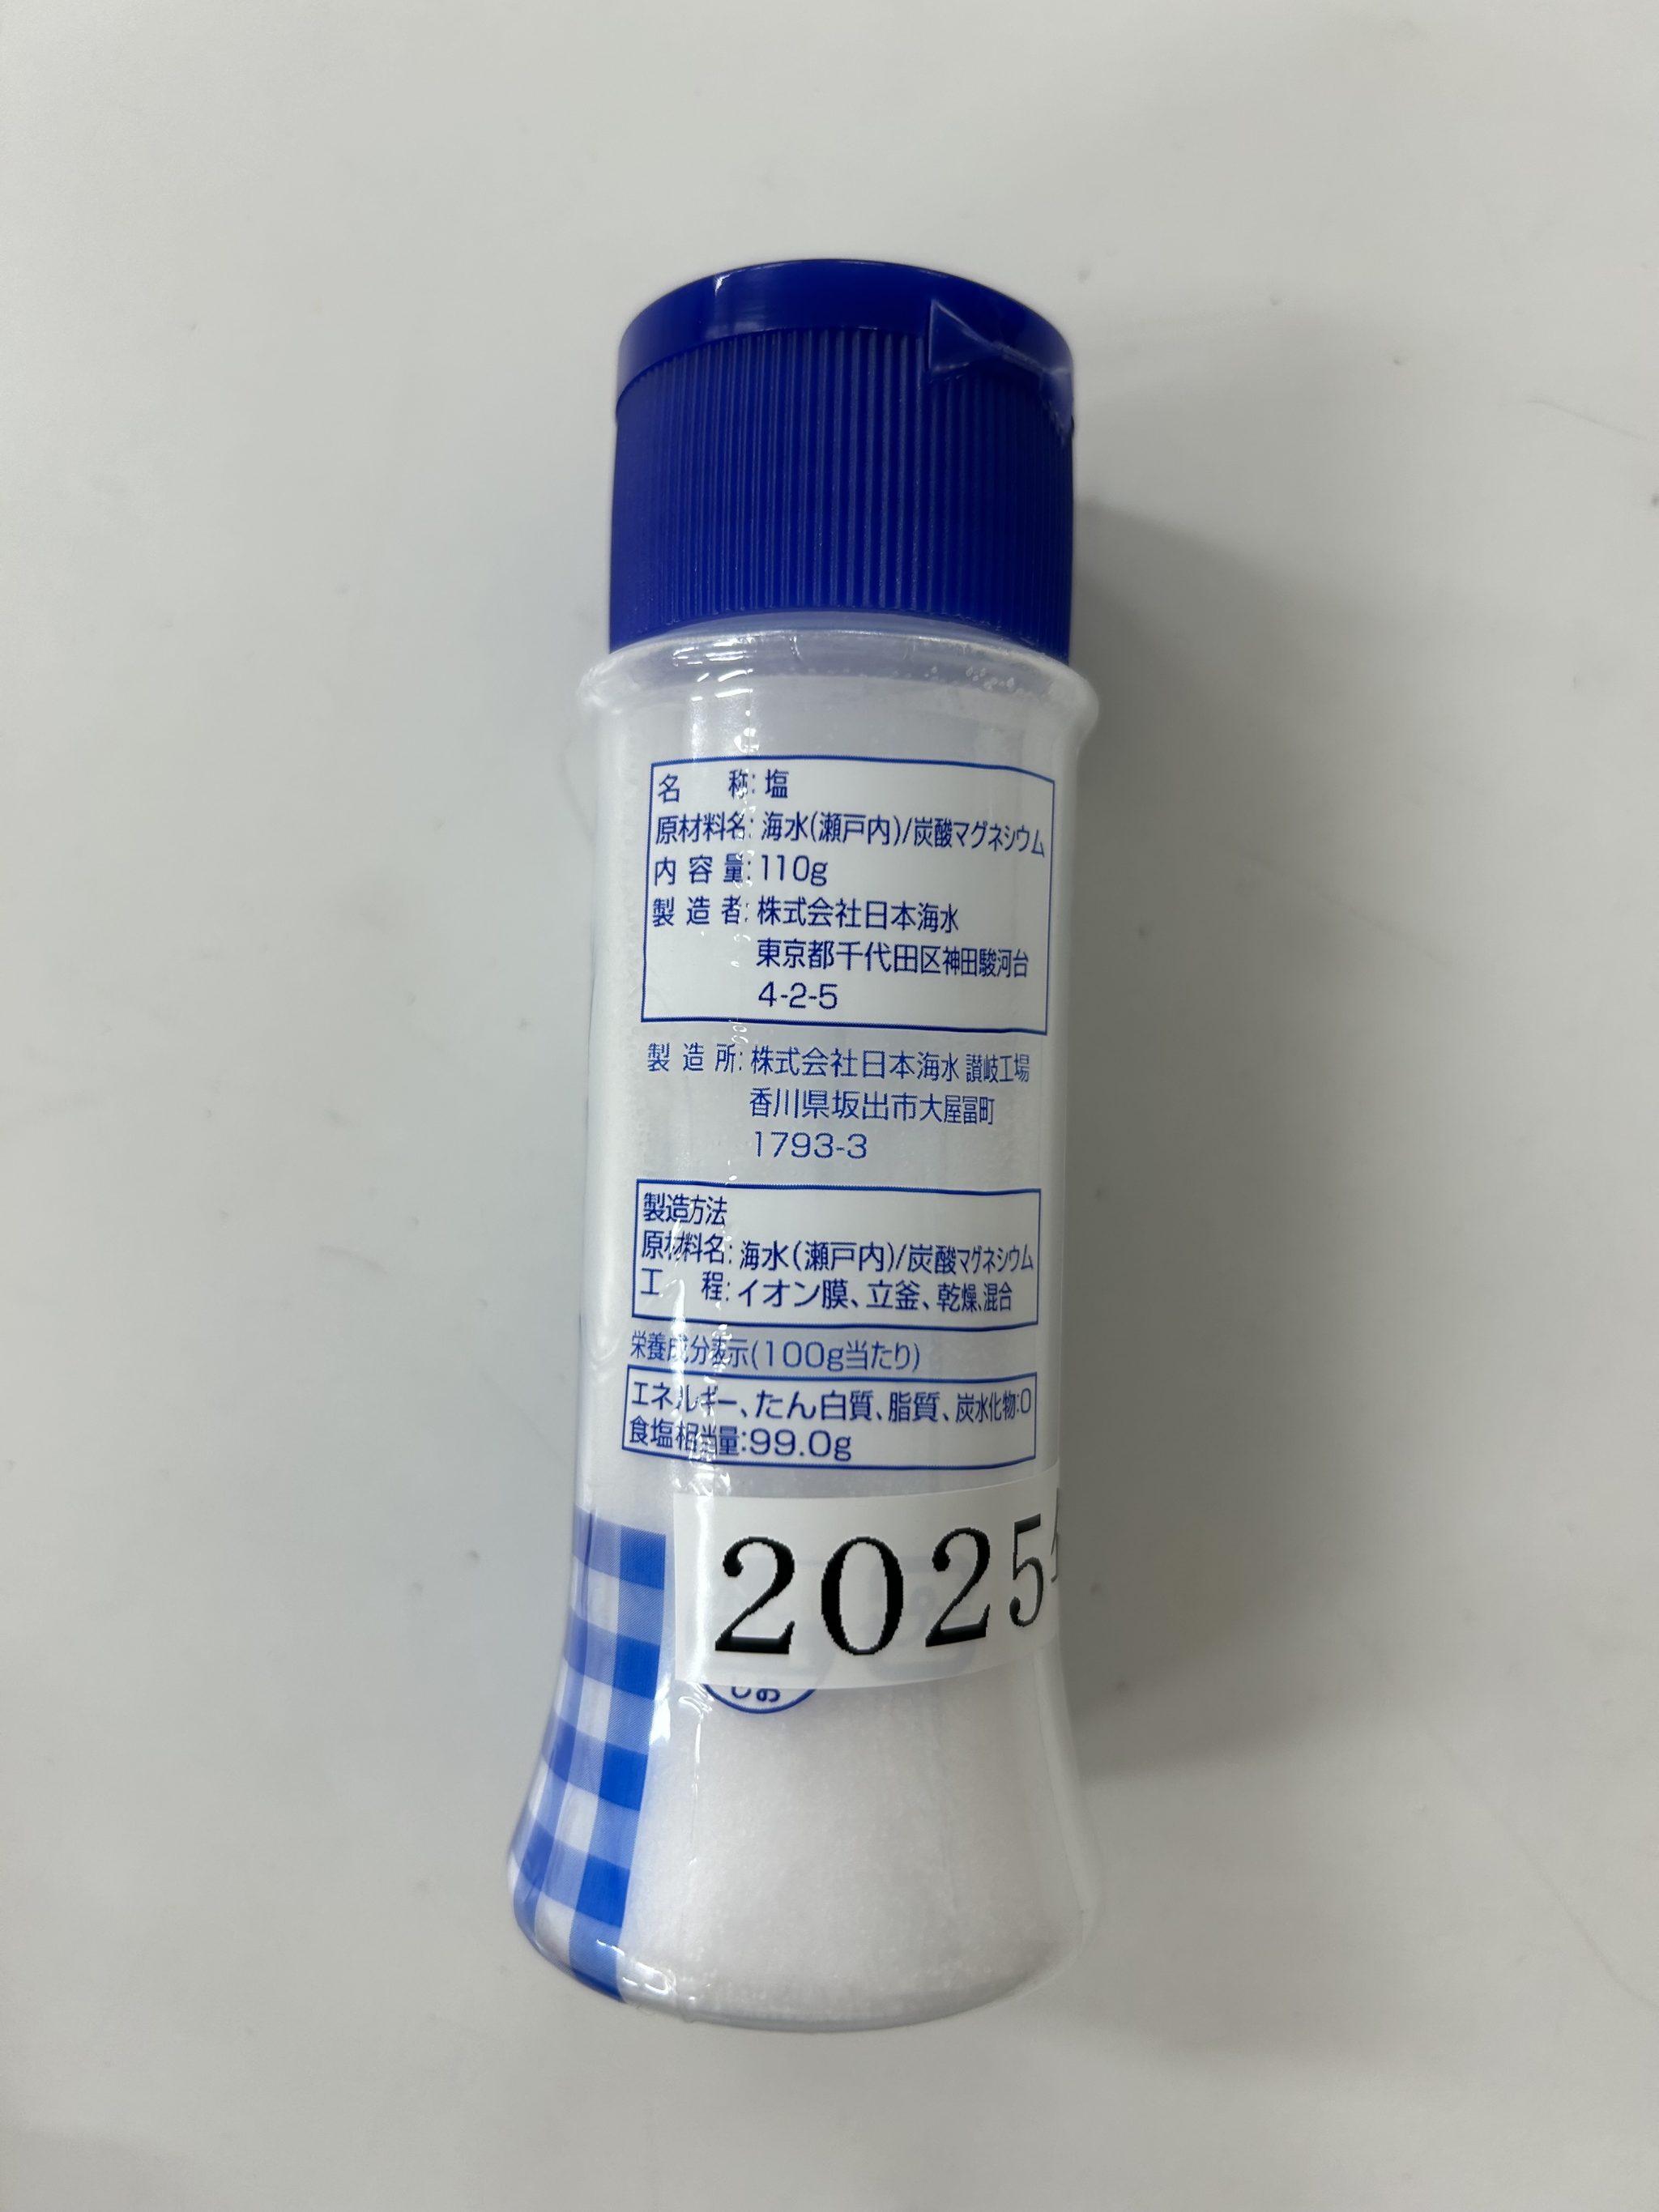 名 称: 塩
原材料名: 海水(瀬戸内)/炭酸マグネシウム
内容量: 110g
製造者: 株式会社日本海水
東京都千代田区神田駿河台
4-2-5
製造所: 株式会社日本海水 讃岐工場
香川県坂出市大屋冨町
1793-3
製造方法
原材料名: 海水(瀬戸内)/炭酸マグネシウム
工 程: イオン膜、立釜、乾燥、混合
栄養成分表示(100g当たり)
エネルギー、たん白質、脂質、炭水化物:0
食塩相当量:99.0g
2025
しお